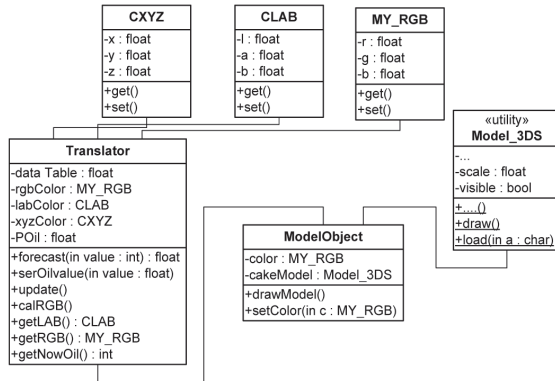 CXYZ
-x : float
-y : float
-z : float
+get()
+set()
CLAB
-l : float
-a : float
-b : float
+get()
+set()
MY_RGB
-r : float
-g : float
-b : float
+get()
+set()
«utility»
Model_3DS
-...
-scale : float
-visible : bool
+....()
+draw()
+load(in a : char)
Translator
-data Table : float
-rgbColor : MY_RGB
-labColor : CLAB
-xyzColor : CXYZ
-POil : float
+forecast(in value : int) : float
+serOilvalue(in value : float)
+update()
+calRGB()
+getLAB() : CLAB
+getRGB() : MY_RGB
+getNowOil() : int
ModelObject
-color : MY_RGB
-cakeModel : Model_3DS
+drawModel()
+setColor(in c : MY_RGB)